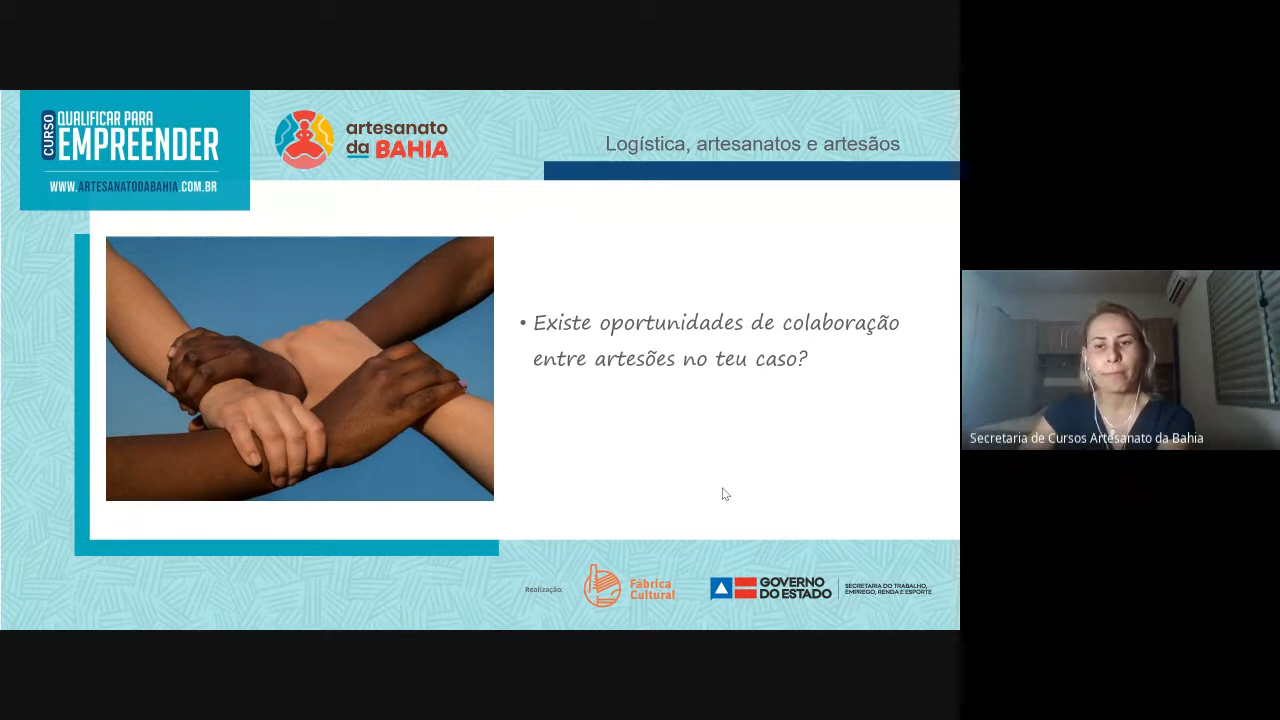 CURSO
QUALIFICAR PARA
EMPREENDER
WWW.ARTESANATODABAHIA.COM.BR
artesanato
da BAHIA
Logística, artesanatos e artesãos
• Existe oportunidades de colaboração
entre artesões no teu caso?
Secretaria de Cursos Artesanato da Bahia
Realização:
Fábrica
Cultural
GOVERNO
DO ESTADO
SECRETARIA DO TRABALHO,
EMPREGO, RENDA E ESPORTE